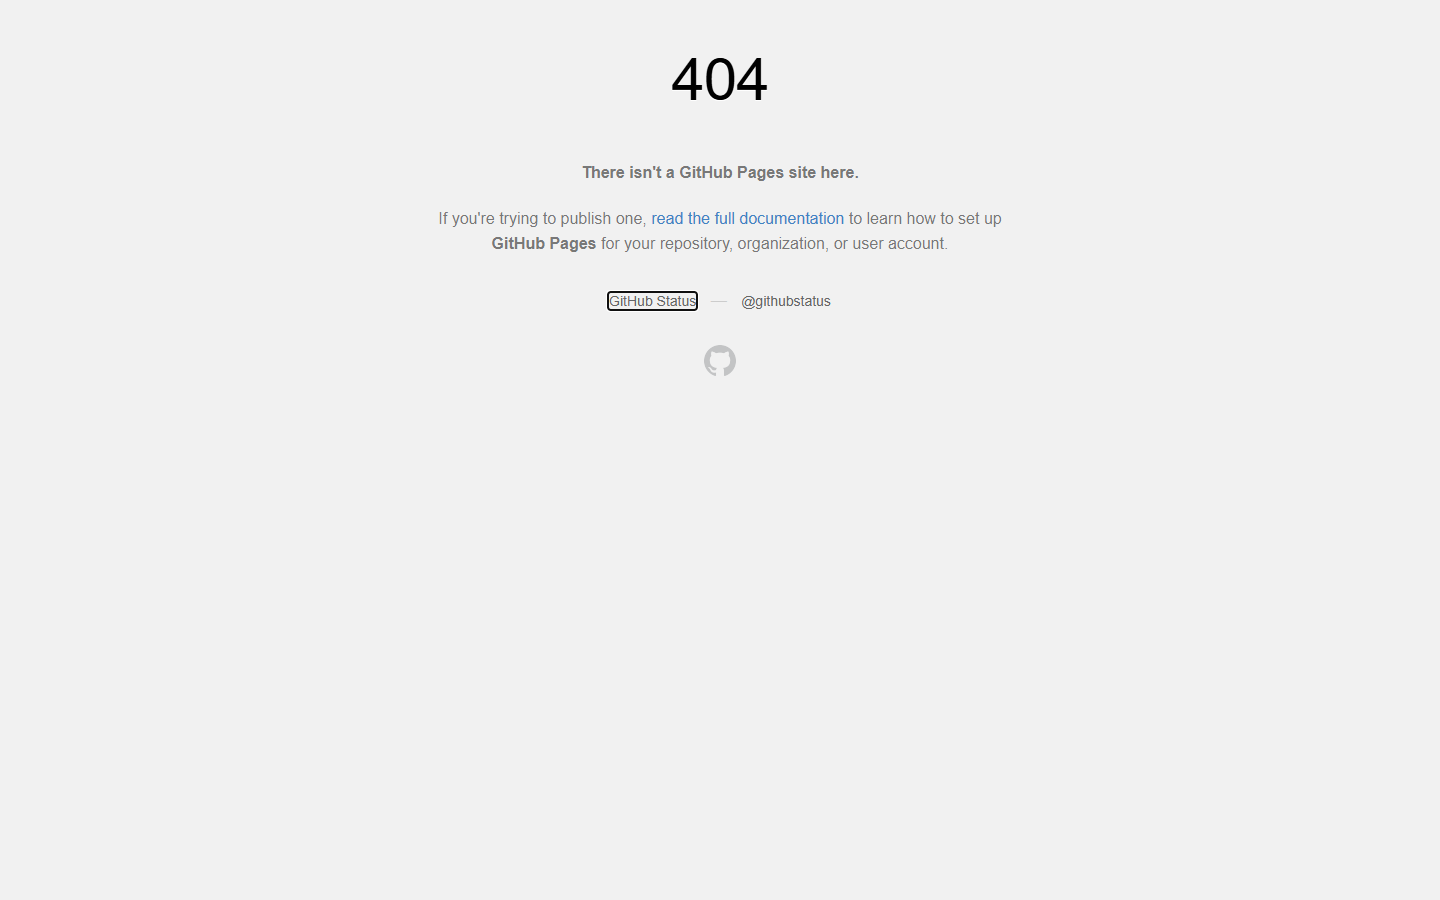 404
There isn't a GitHub Pages site here.
If you're trying to publish one, read the full documentation to learn how to set up
GitHub Pages for your repository, organization, or user account.
GitHub Status — @githubstatus